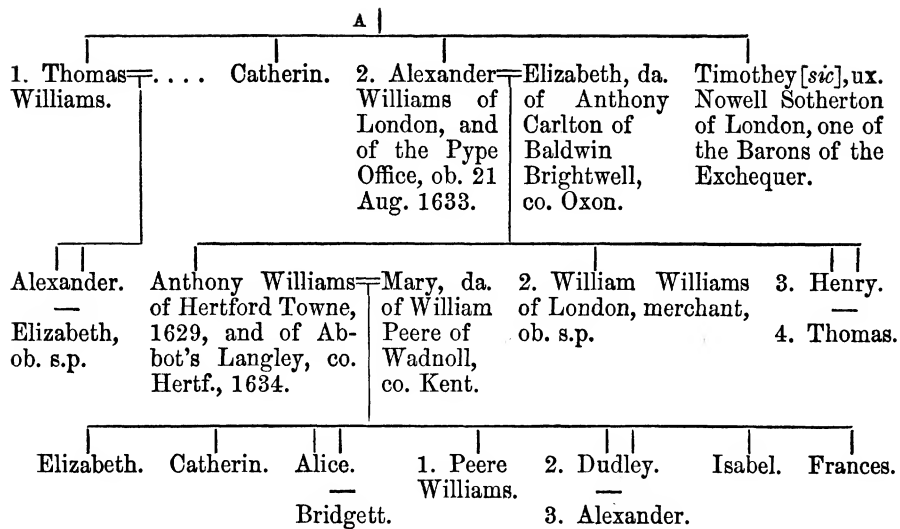 A
1. Thomas
Williams.
. . . .
Catherin.
2. Alexander
Williams of
London, and
of the Pype
Office, ob. 21
Aug. 1633.
Elizabeth, da.
of Anthony
Carlton of
Baldwin
Brightwell,
co. Oxon.
Timothey [sic], ux.
Nowell Sotherton
of London, one of
the Barons of the
Exchequer.
Alexander.
—
Elizabeth,
ob. s.p.
Anthony Williams
of Hertford Towne,
1629, and of Ab-
bot's Langley, co.
Hertf., 1634.
Mary, da.
of William
Peere of
Wadnoll,
co. Kent.
2. William Williams
of London, merchant,
ob. s.p.
3. Henry.
—
4. Thomas.
Elizabeth.
Catherin.
Alice.
—
Bridgett.
1. Peere
Williams.
2. Dudley.
—
3. Alexander.
Isabel.
Frances.